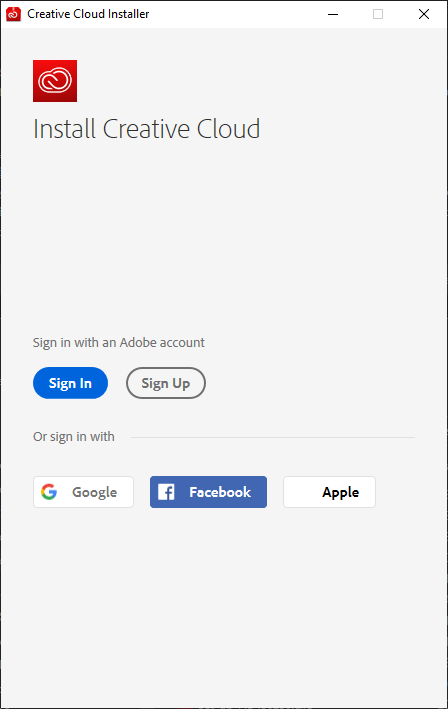 Creative Cloud Installer
Install Creative Cloud
Sign in with an Adobe account
Sign In Sign Up
Or sign in with
Google Facebook Apple